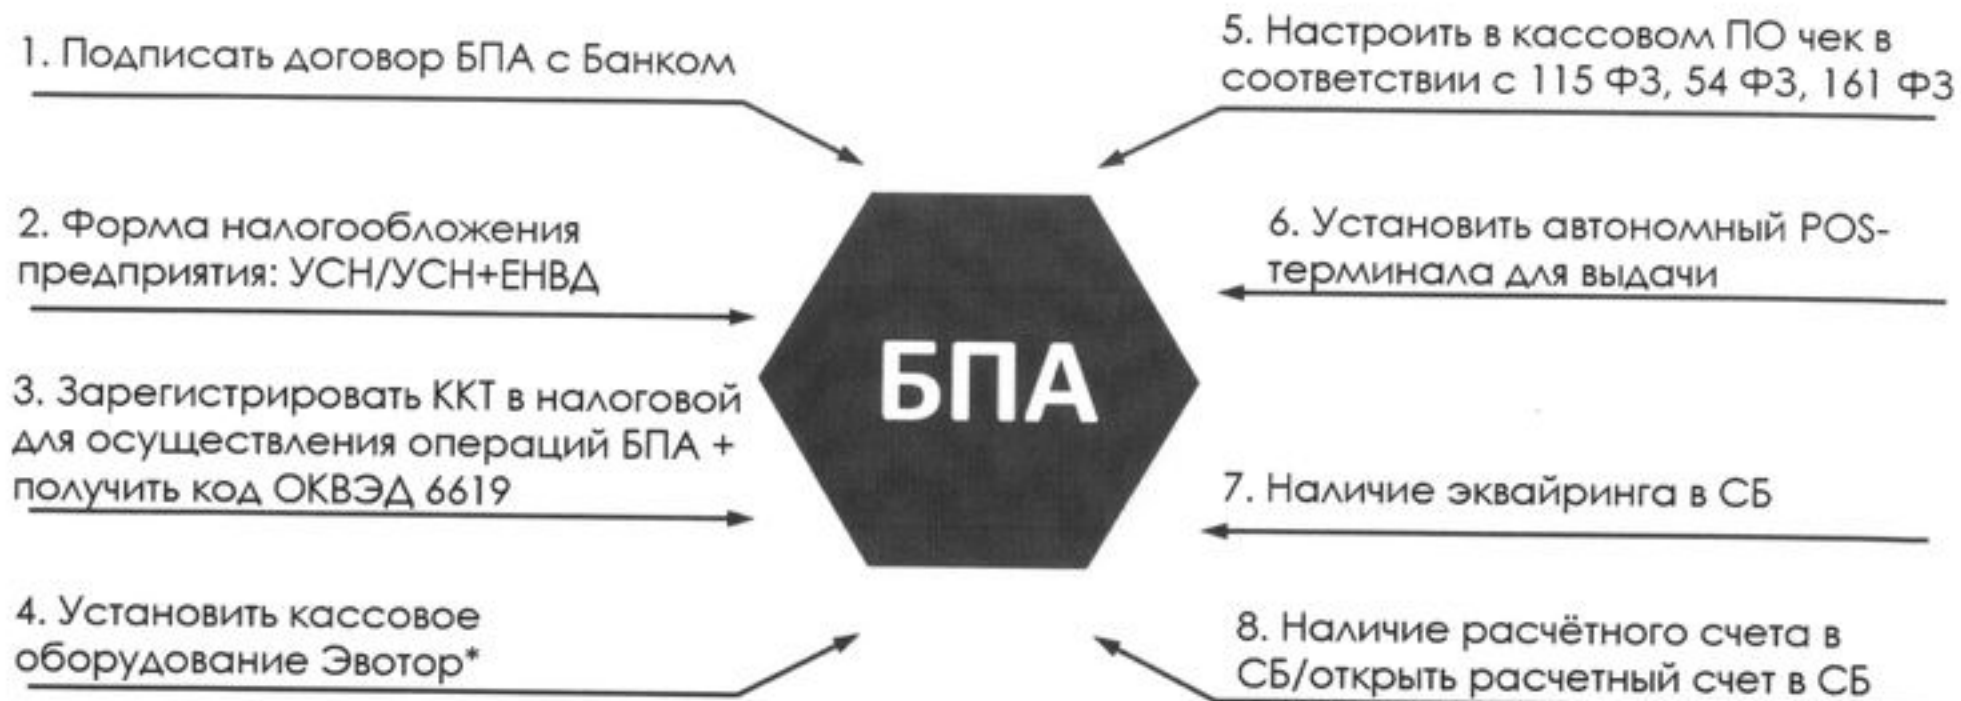 1. Подписать договор БПА с Банком
2. Форма налогообложения
предприятия: УСН/УСН+ЕНВД
3. Зарегистрировать ККТ в налоговой
для осуществления операций БПА +
получить код ОКВЭД 6619
4. Установить кассовое
оборудование Эвотор*
БПА
5. Настроить в кассовом ПО чек в
соответствии с 115 ФЗ, 54 ФЗ, 161 ФЗ
6. Установить автономный POS-
терминала для выдачи
7. Наличие эквайринга в СБ
8. Наличие расчётного счета в
СБ/открыть расчетный счет в СБ